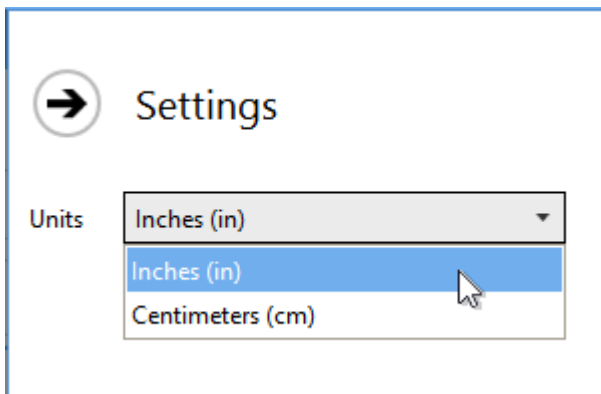 Settings
Units Inches (in)
Inches (in)
Centimeters (cm)